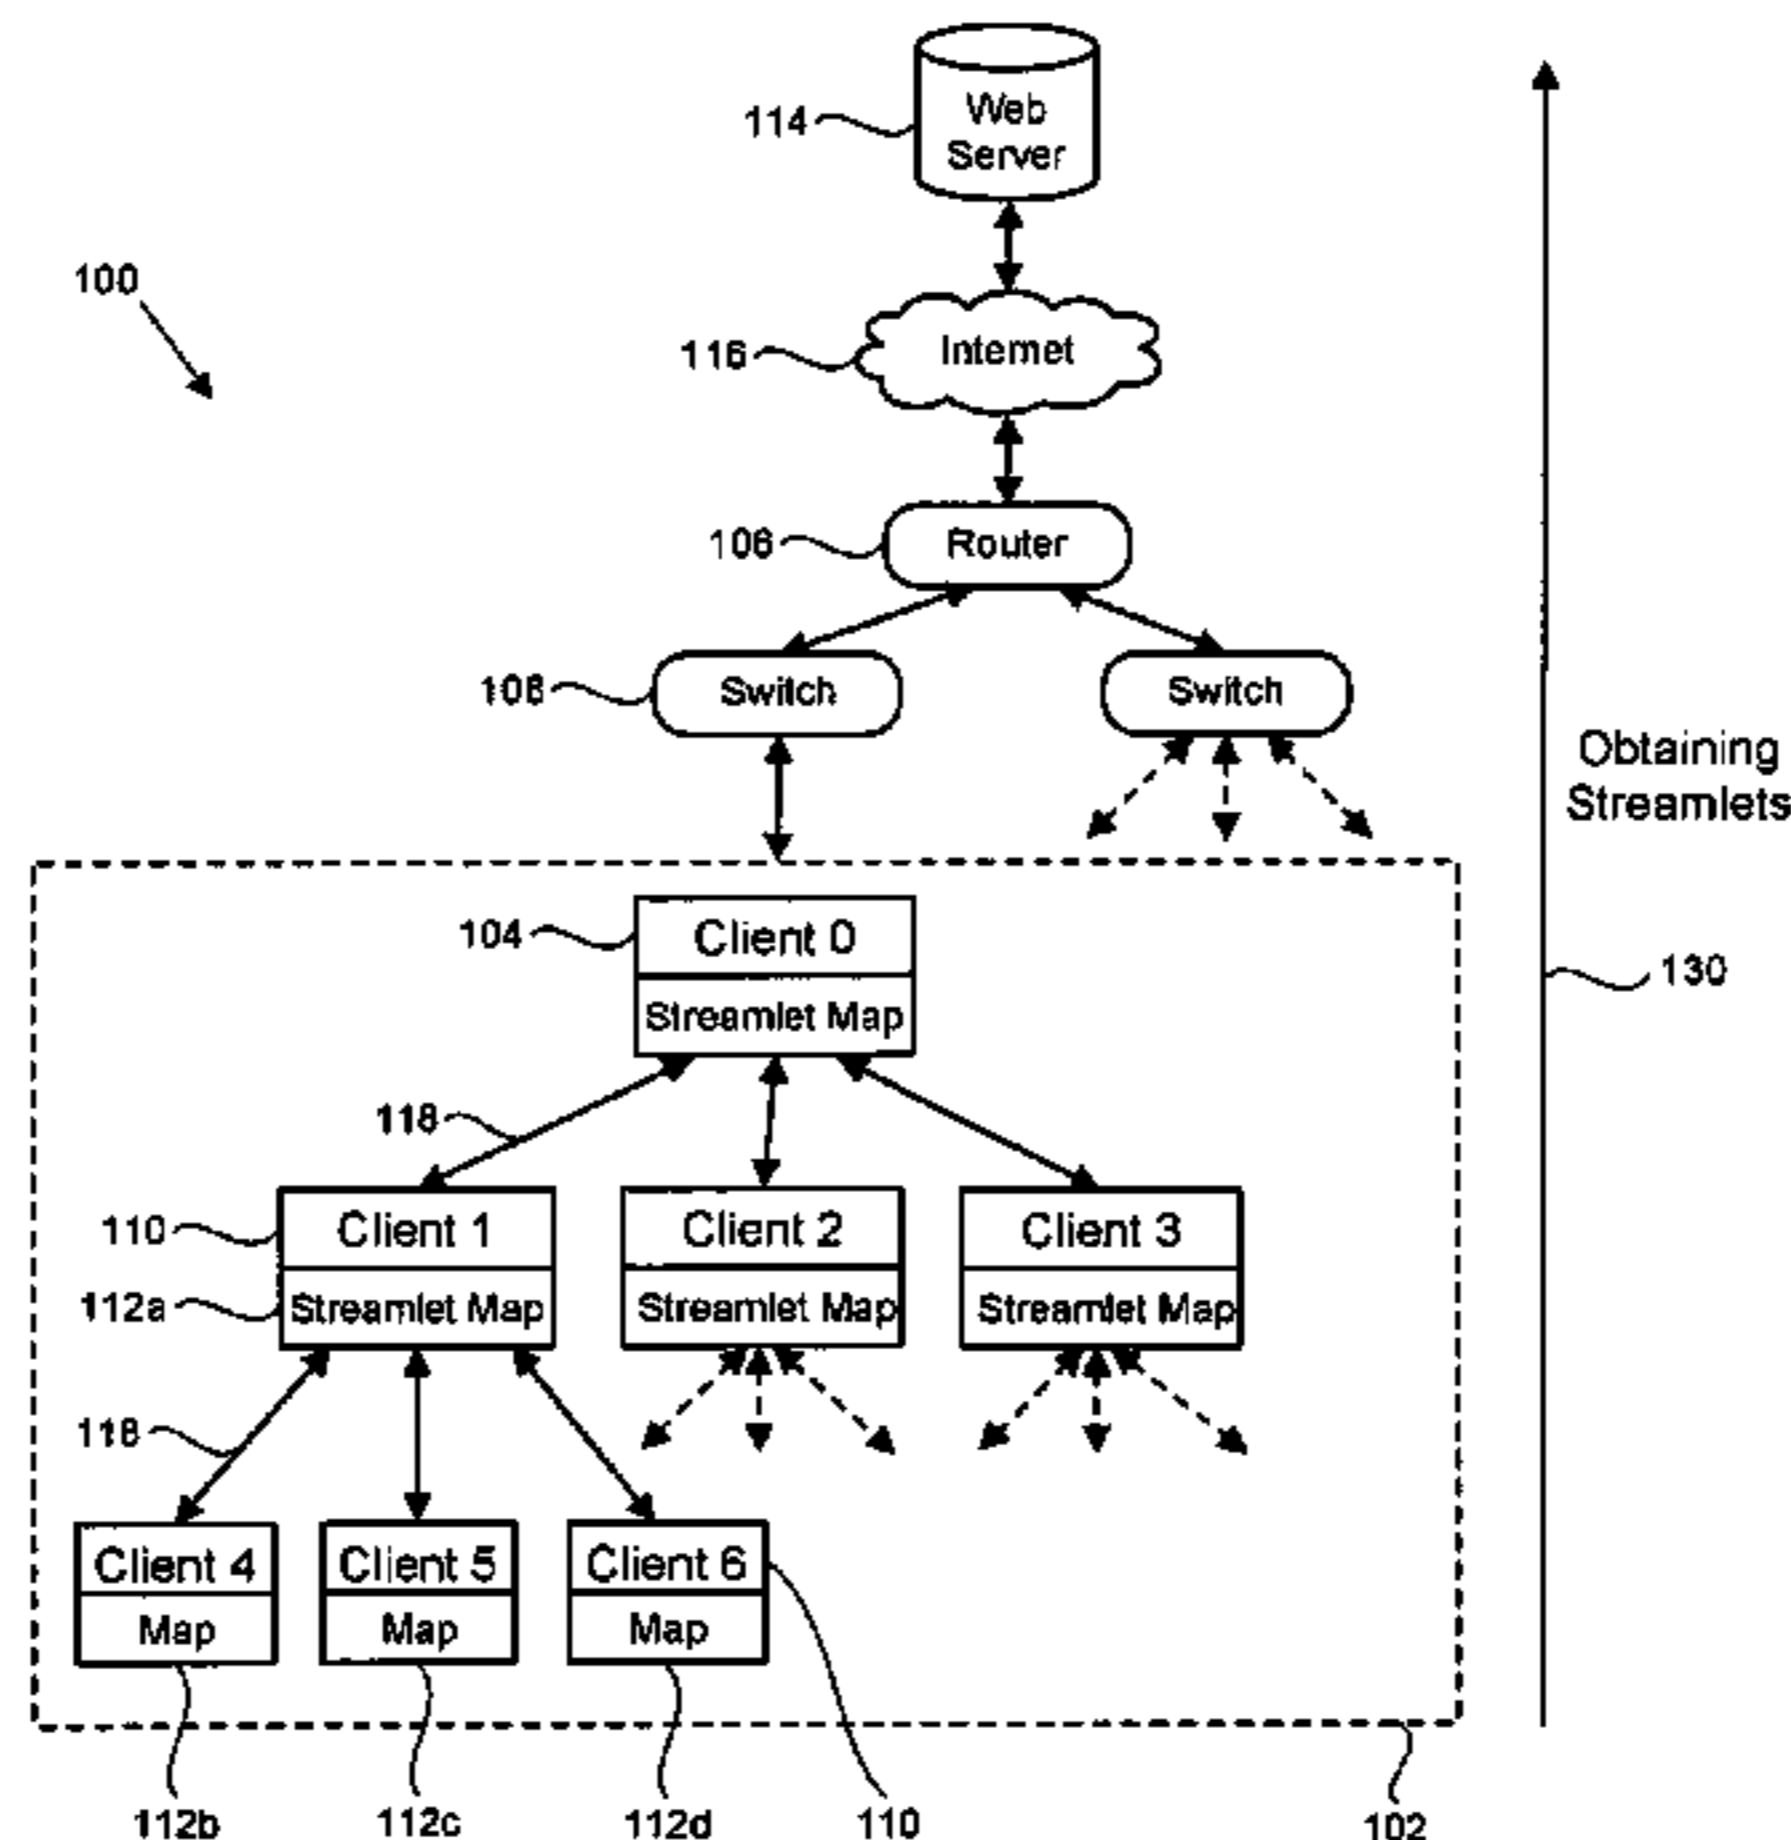 Web
Server
114
100
Internet
116
Router
106
Switch
108
Switch
Obtaining
Streamlets
Client 0
104
Streamlet Map
130
118
Client 1
110
Streamlet Map
112a
Client 2
Streamlet Map
Client 3
Streamlet Map
118
Client 4
Map
Client 5
Map
Client 6
Map
112b
112c
112d
110
102